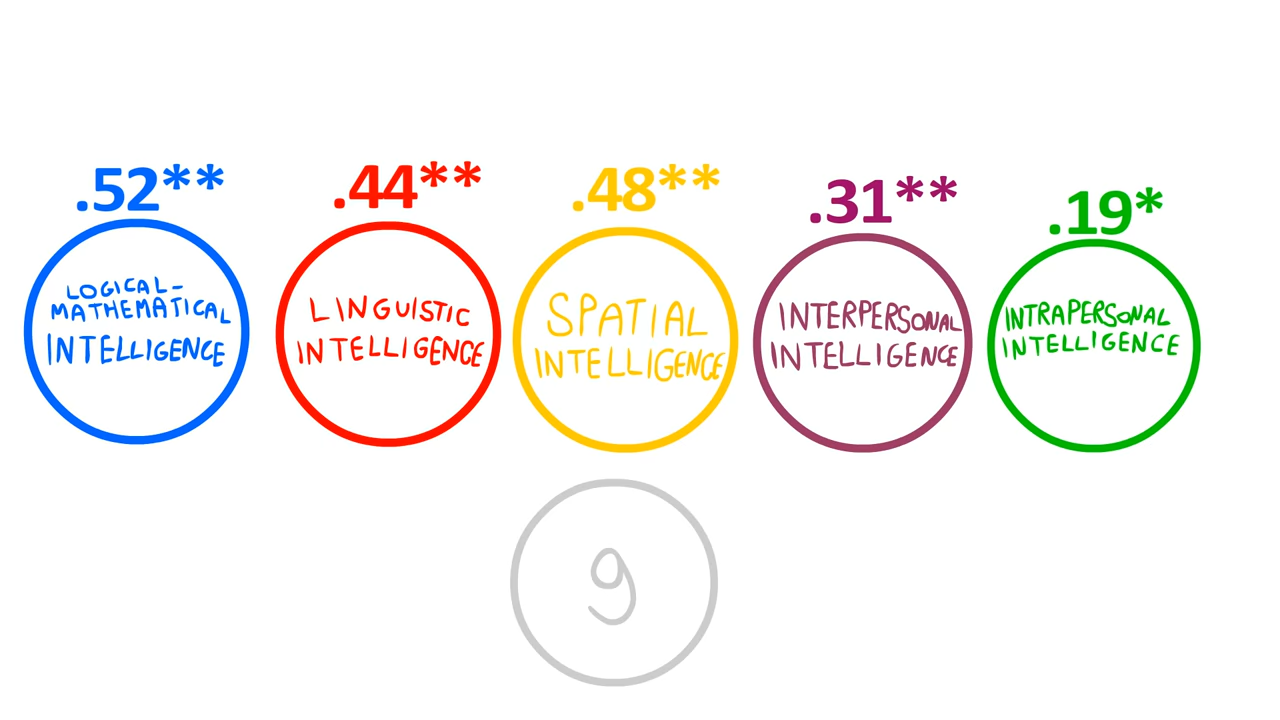 .52**
.44**
.48**
.31**
.19*
LOGICAL-
MATHEMATICAL
INTELLIGENCE
LINGUISTIC
INTELLIGENCE
SPATIAL
INTELLIGENCE
INTERPERSONAL
INTELLIGENCE
INTRAPERSONAL
INTELLIGENCE
g